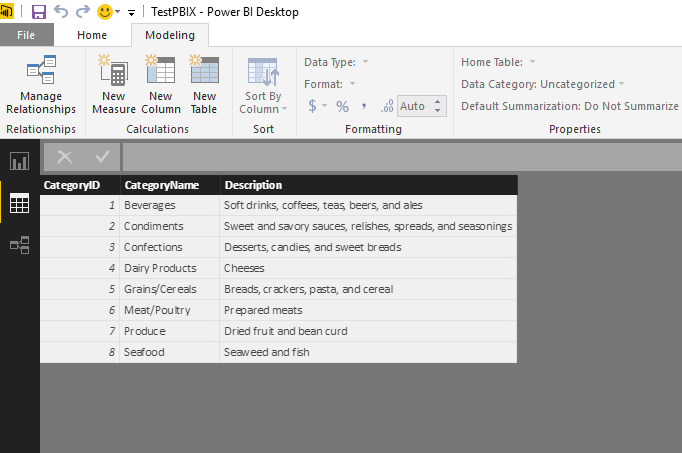 TestPBIX - Power BI Desktop
File Home Modeling
Manage Relationships
New Measure
New Column
New Table
Sort By Column
Data Type:
Format:
$ % , .00 Auto
Home Table:
Data Category: Uncategorized
Default Summarization: Do Not Summarize
Relationships Calculations Sort Formatting Properties
CategoryID CategoryName Description
1 Beverages Soft drinks, coffees, teas, beers, and ales
2 Condiments Sweet and savory sauces, relishes, spreads, and seasonings
3 Confections Desserts, candies, and sweet breads
4 Dairy Products Cheeses
5 Grains/Cereals Breads, crackers, pasta, and cereal
6 Meat/Poultry Prepared meats
7 Produce Dried fruit and bean curd
8 Seafood Seaweed and fish